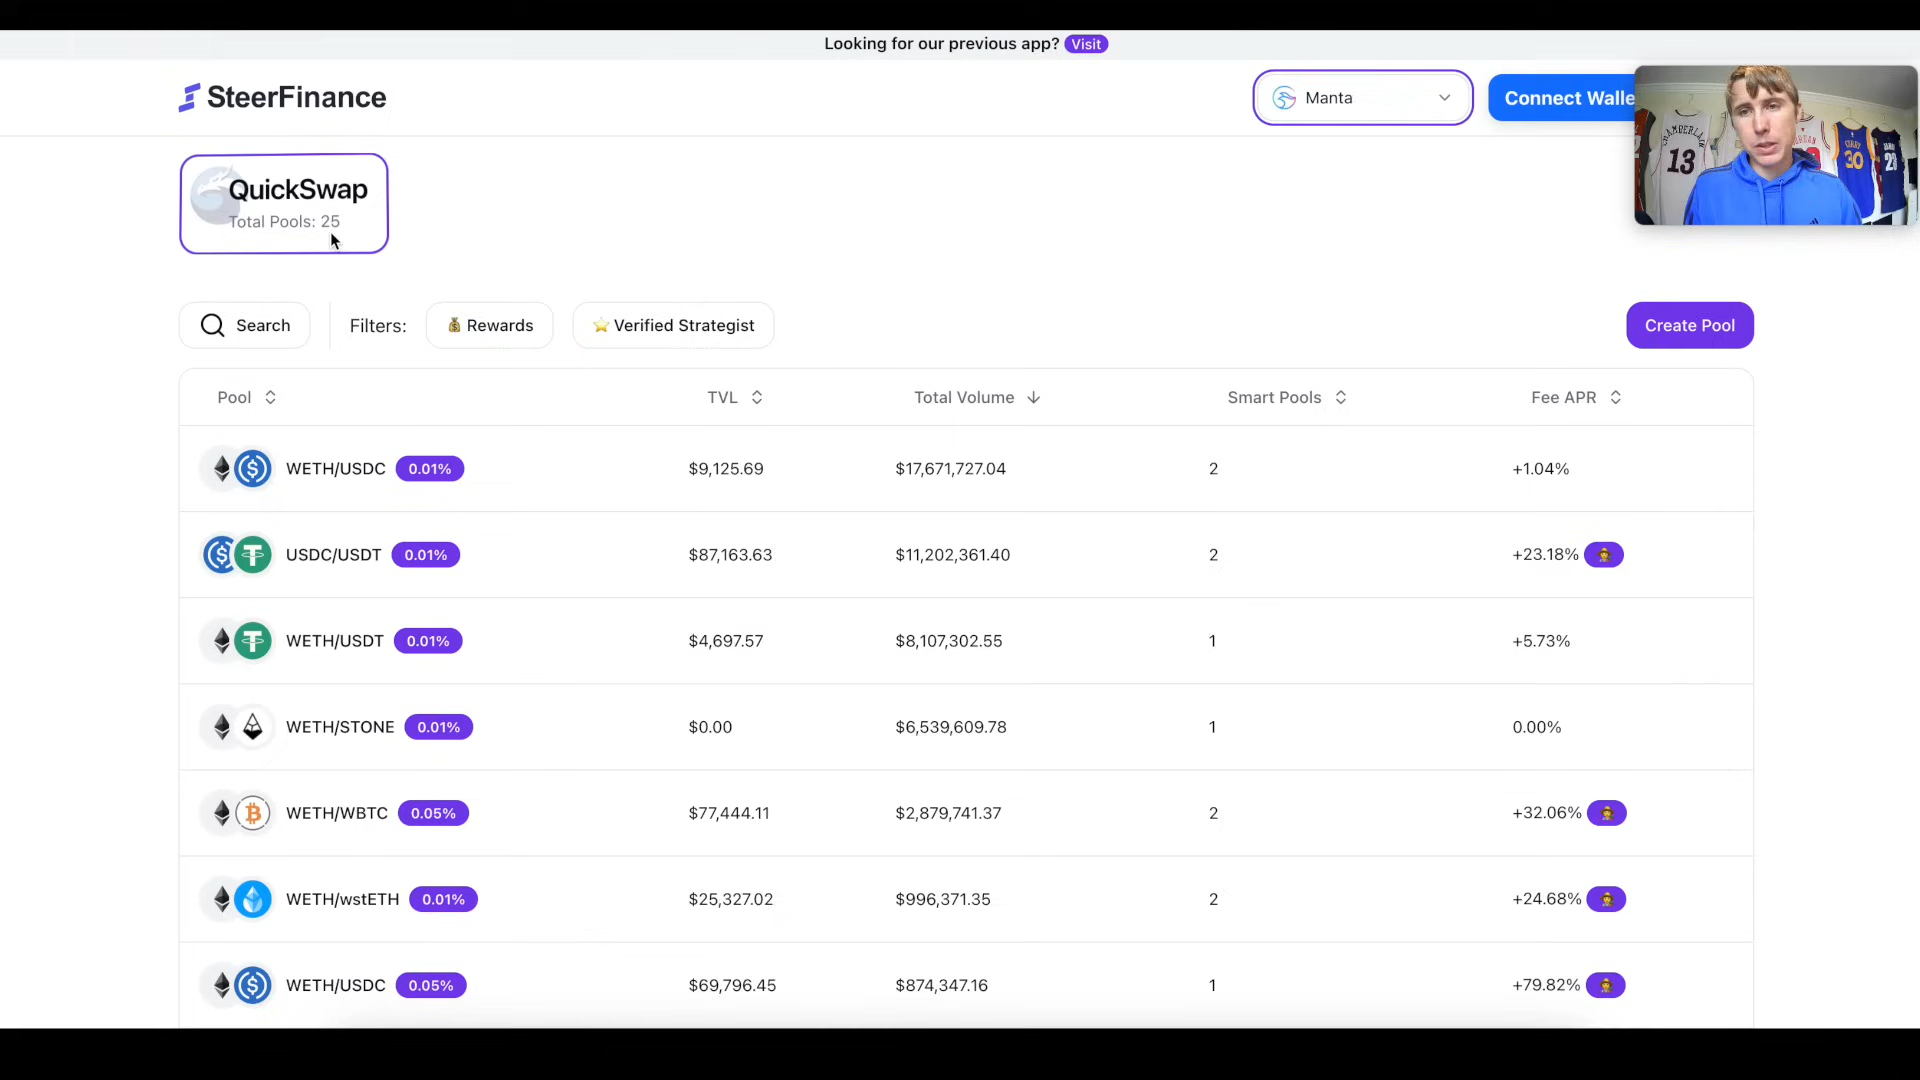 Looking for our previous app? Visit
SteerFinance
Manta
Connect Walle
CHAMBERLAIN
13
30
23
QuickSwap
Total Pools: 25
Search
Filters:
Rewards
Verified Strategist
Create Pool
Pool TVL Total Volume Smart Pools Fee APR
WETH/USDC 0.01% $9,125.69 $17,671,727.04 2 +1.04%
USDC/USDT 0.01% $87,163.63 $11,202,361.40 2 +23.18%
WETH/USDT 0.01% $4,697.57 $8,107,302.55 1 +5.73%
WETH/STONE 0.01% $0.00 $6,539,609.78 1 0.00%
WETH/WBTC 0.05% $77,444.11 $2,879,741.37 2 +32.06%
WETH/wstETH 0.01% $25,327.02 $996,371.35 2 +24.68%
WETH/USDC 0.05% $69,796.45 $874,347.16 1 +79.82%